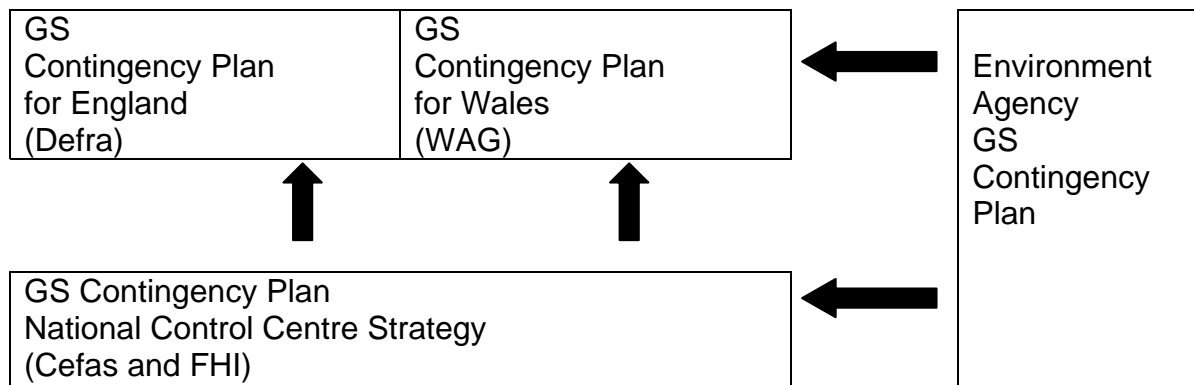 GS
Contingency Plan
for England
(Defra)
GS
Contingency Plan
for Wales
(WAG)
Environment
Agency
GS
Contingency
Plan
GS Contingency Plan
National Control Centre Strategy
(Cefas and FHI)